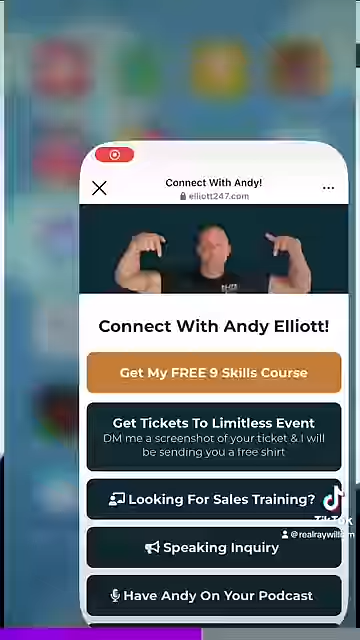 Connect With Andy!
elliott247.com
Connect With Andy Elliott!
Get My FREE 9 Skills Course
Get Tickets To Limitless Event
DM me a screenshot of your ticket & I will
be sending you a free shirt
Looking For Sales Training?
TikTok
@realraywilliam
Speaking Inquiry
Have Andy On Your Podcast